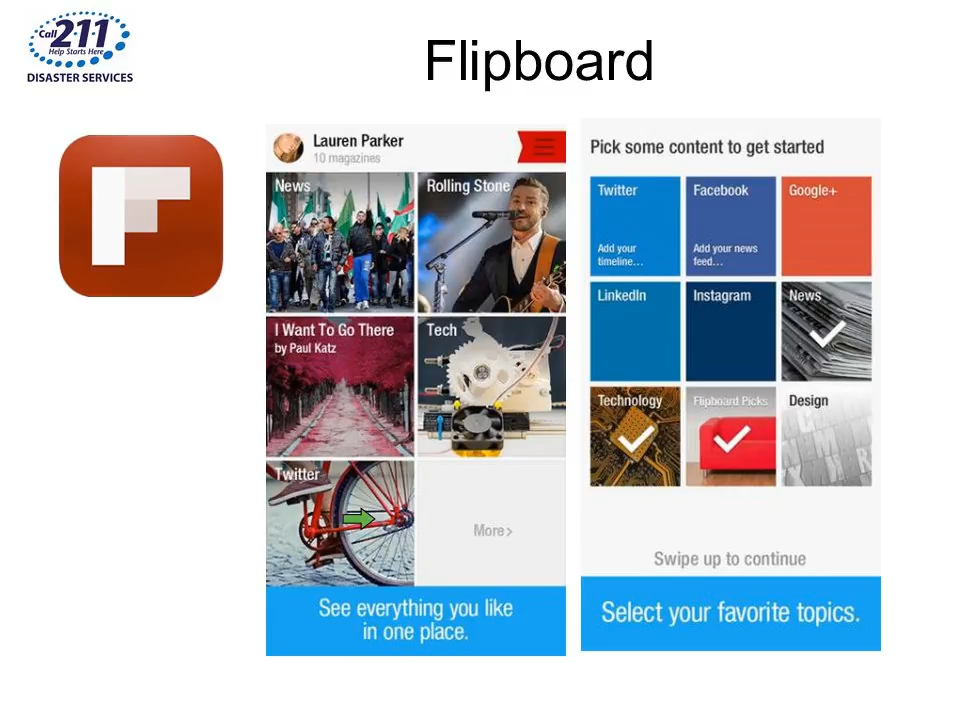 Call
2·1·1
Help Starts Here
DISASTER SERVICES
Flipboard
Lauren Parker
10 magazines
News
Rolling Stone
I Want To Go There
by Paul Katz
Tech
Twitter
More >
See everything you like
in one place.
Pick some content to get started
Twitter
Add your
timeline...
Facebook
Add your news
feed...
Google+
LinkedIn
Instagram
News
Technology
Flipboard Picks
Design
Swipe up to continue
Select your favorite topics.